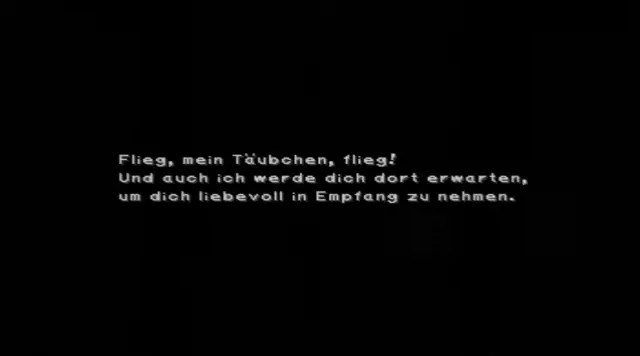 Flieg, mein Täubchen, flieg!
Und auch ich werde dich dort erwarten,
um dich liebevoll in Empfang zu nehmen.